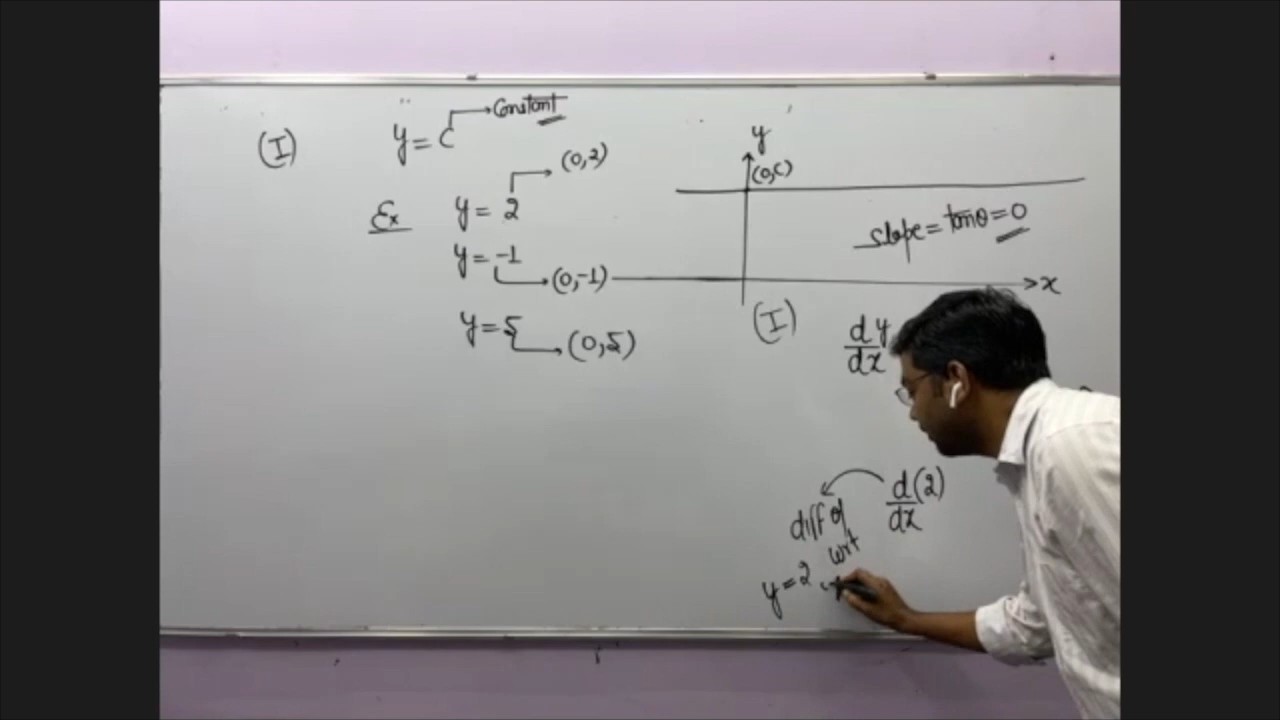 (I) y = c → Constant
Ex y = 2 → (0,2)
y = -1 → (0,-1)
y = 5 → (0,5)
y
(0,C)
slope = tanθ = 0
x
(I) dy/dx
d/dx (2)
diff of
wrt
y = 2